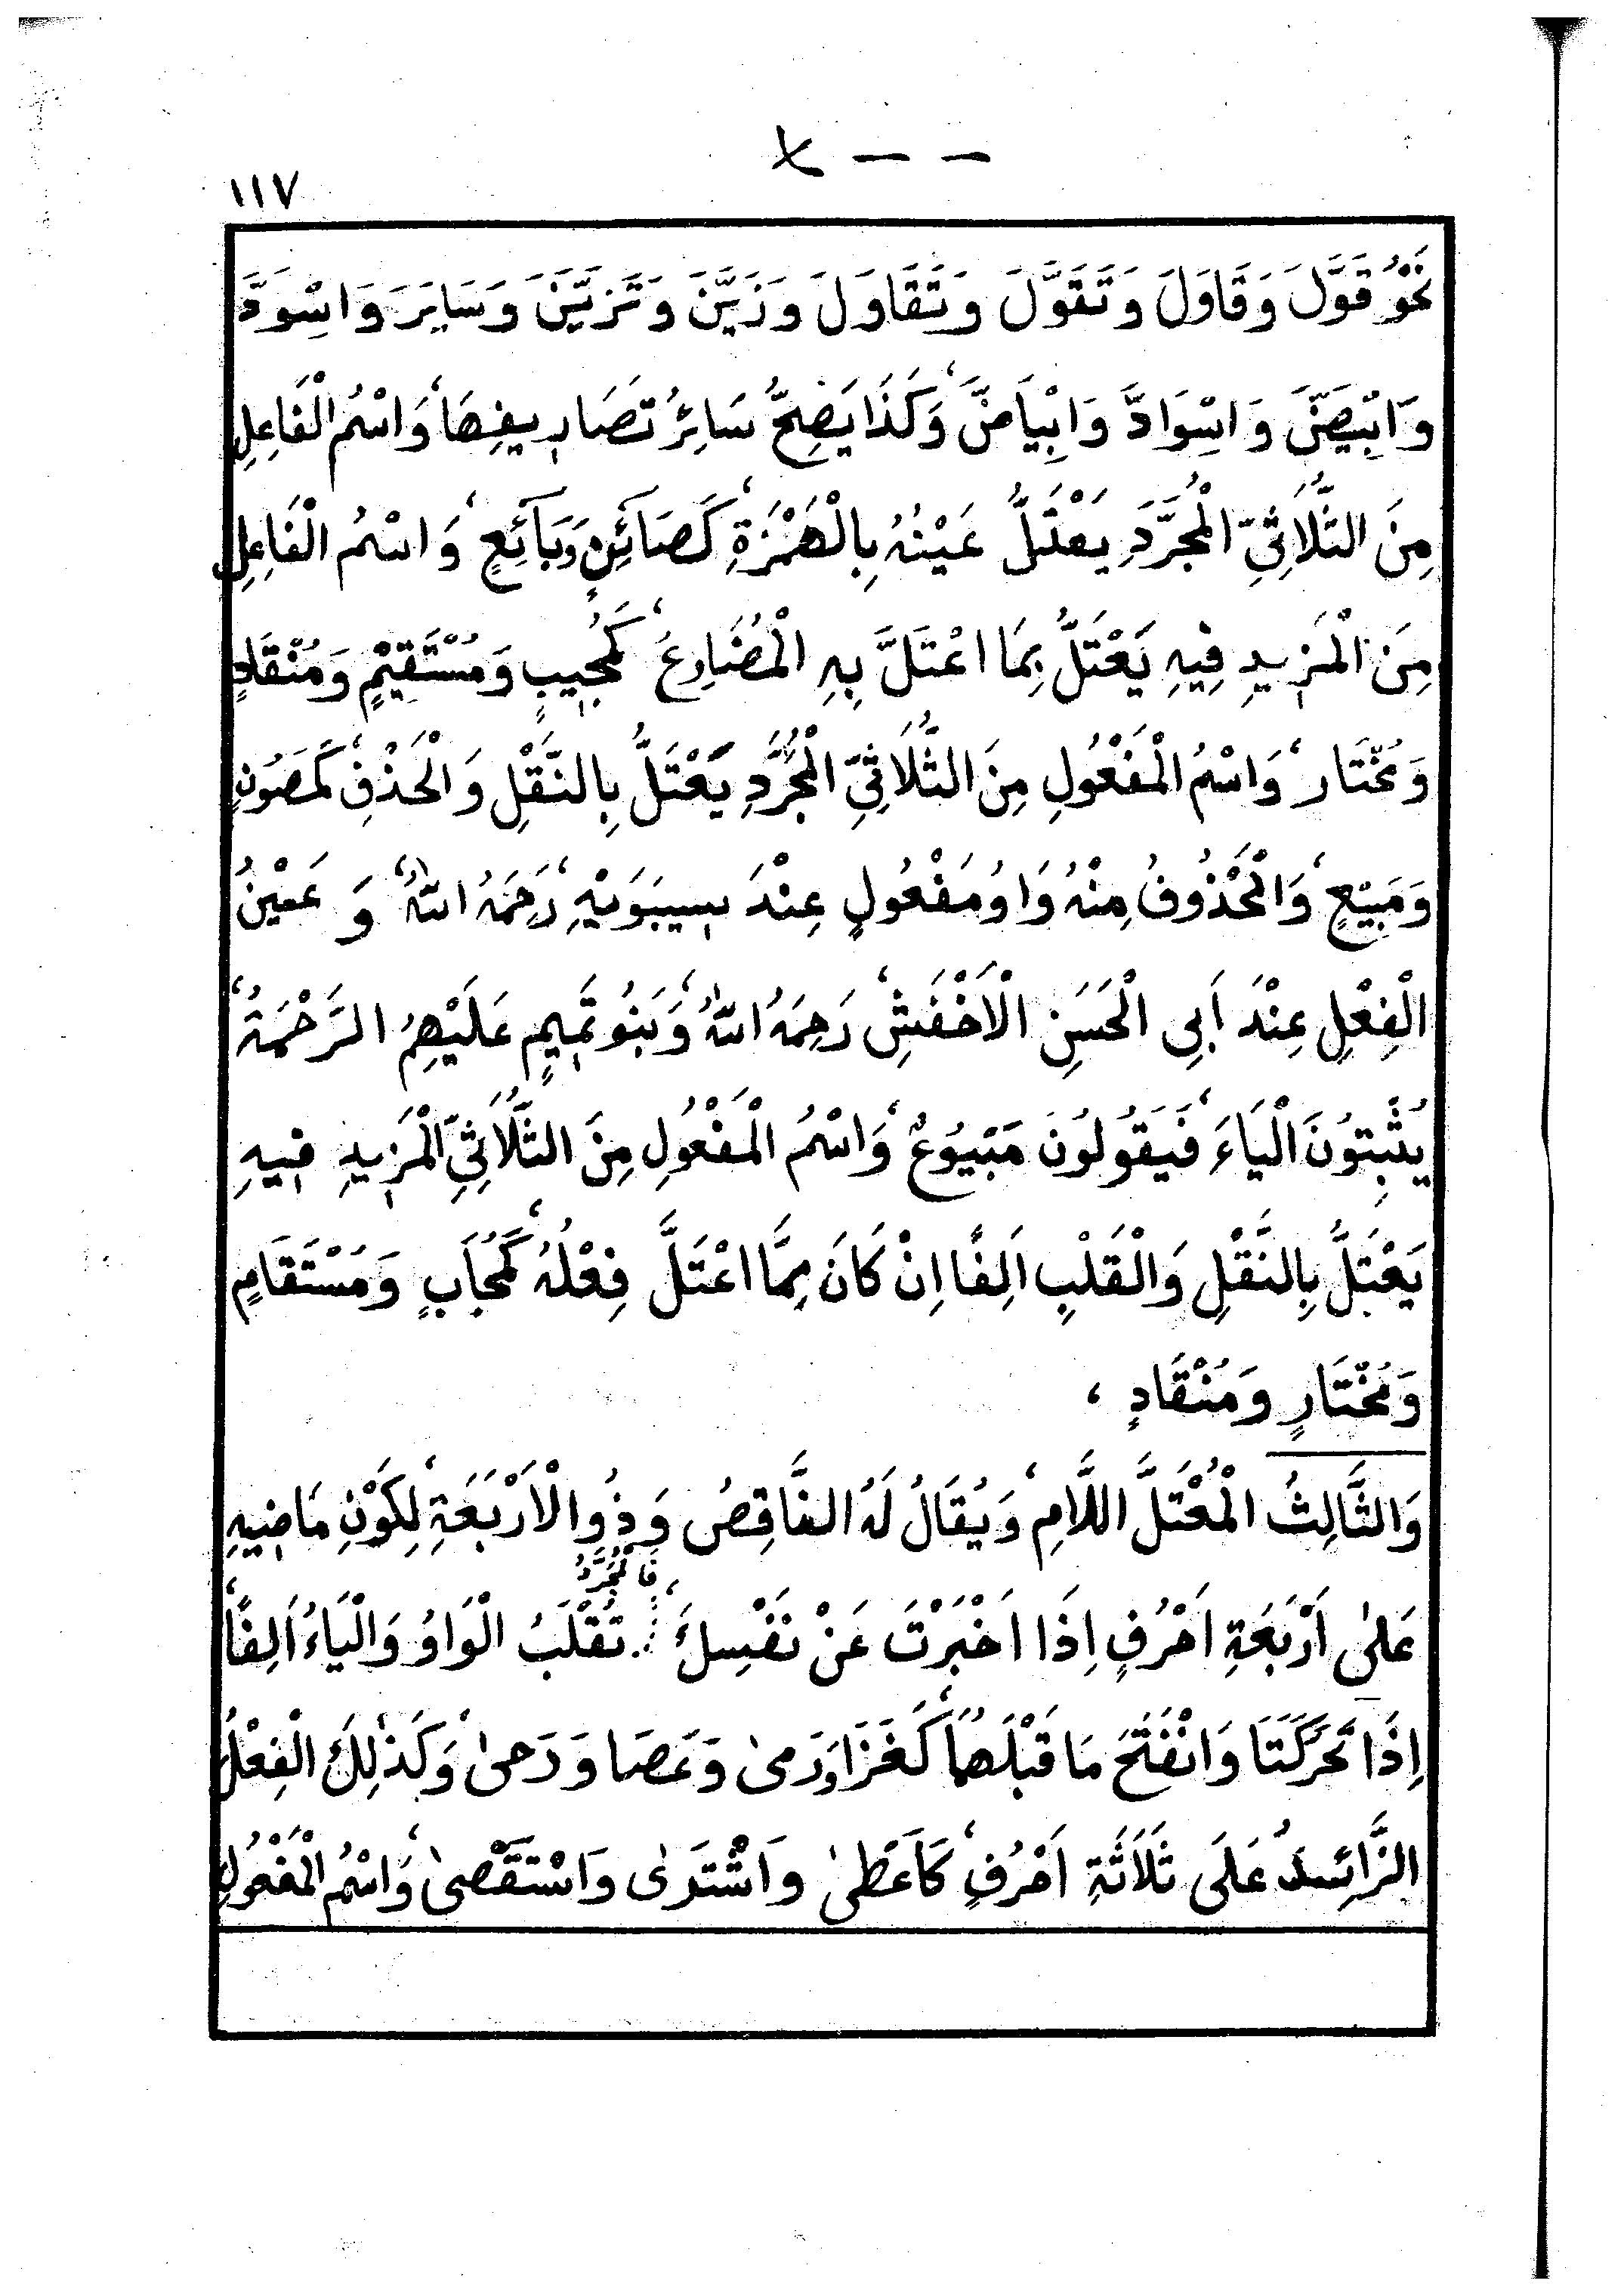 ١١٧
نَحْوُ قَوَّلَ وَقَاوَلَ وَتَقَوَّلَ وَتَقَاوَلَ وَزَيَّنَ وَتَزَيَّنَ وَسَايَرَ وَاسْوَدَّ
وَابْيَضَّ وَاسْوَادَّ وَابْيَاضَّ، وَكَذَا يَصِحُّ سَائِرُ تَصَارِيفِهَا، وَاسْمُ الْفَاعِلِ
مِنَ الثُّلَاثِيِّ الْمُجَرَّدِ يَعْتَلُّ عَيْنُهُ بِالْهَمْزَةِ، كَصَائِنٍ وَبَائِعٍ، وَاسْمُ الْفَاعِلِ
مِنَ الْمَزِيدِ فِيهِ يَعْتَلُّ بِمَا اعْتَلَّ بِهِ الْمُضَارِعَ، كَمُجِيبٍ وَمُسْتَقِيمٍ وَمُنْقَادٍ
وَمُخْتَار، وَاسْمُ الْمَفْعُولِ مِنَ الثُّلَاثِيِّ الْمُجَرَّدِ يَعْتَلُّ بِالنَّقْلِ وَالْحَذْفِ، كَمَصُونٍ
وَمَبِيْعٍ، وَالْمَحْذُوفُ مِنْهُ وَاوُ مَفْعُولٍ عِنْدَ سِيبَوَيْهِ، رَحِمَهُ اللّٰهُ، وَ عَيْنُ
الْفِعْلِ عِنْدَ اَبِى الْحَسَنِ الْاَخْفَشِ، رَحِمَهُ اللّٰهُ، وَبَنُو تَمِيمٍ عَلَيْهِمُ الرَّحْمَةُ،
يُثْبِتُونَ الْيَاءَ، فَيَقُولُونَ مَبْيُوعٌ، وَاسْمُ الْمَفْعُولِ مِنَ الثُّلَاثِيِّ الْمَزِيدِ فِيهِ
يَعْتَلُّ بِالنَّقْلِ وَالْقَلْبِ اَلِفًا اِنْ كَانَ مِمَّا اعْتَلَّ فِعْلُهُ، كَمُجَابٍ وَمُسْتَقَامٍ
وَمُخْتَارٍ وَمُنْقَادٍ،
وَالثَّالِثُ الْمُعْتَلُّ اللَّامِ، وَيُقَالُ لَهُ النَّاقِصُ وَذُو الْاَرْبَعَةِ، لِكَوْنِ مَاضِيهِ
عَلٰى اَرْبَعَةِ اَحْرُفٍ اِذَا اَخْبَرْتَ عَنْ نَفْسِكَ، فَالْمُجَرَّدُ تُقْلَبُ الْوَاوُ وَالْيَاءُ اَلِفًا،
اِذَا تَحَرَّكَتَا وَانْفَتَحَ مَا قَبْلَهُمَا، كَغَزَا وَرَمٰى وَعَصَا وَرَحٰى، وَكَذٰلِكَ الْفِعْلُ
الزَّائِدُ عَلَى ثَلَاثَةِ اَحْرُفٍ، كَاَعْطٰى وَاشْتَرٰى وَاسْتَقْصٰى، وَاسْمُ الْمَفْعُولِ